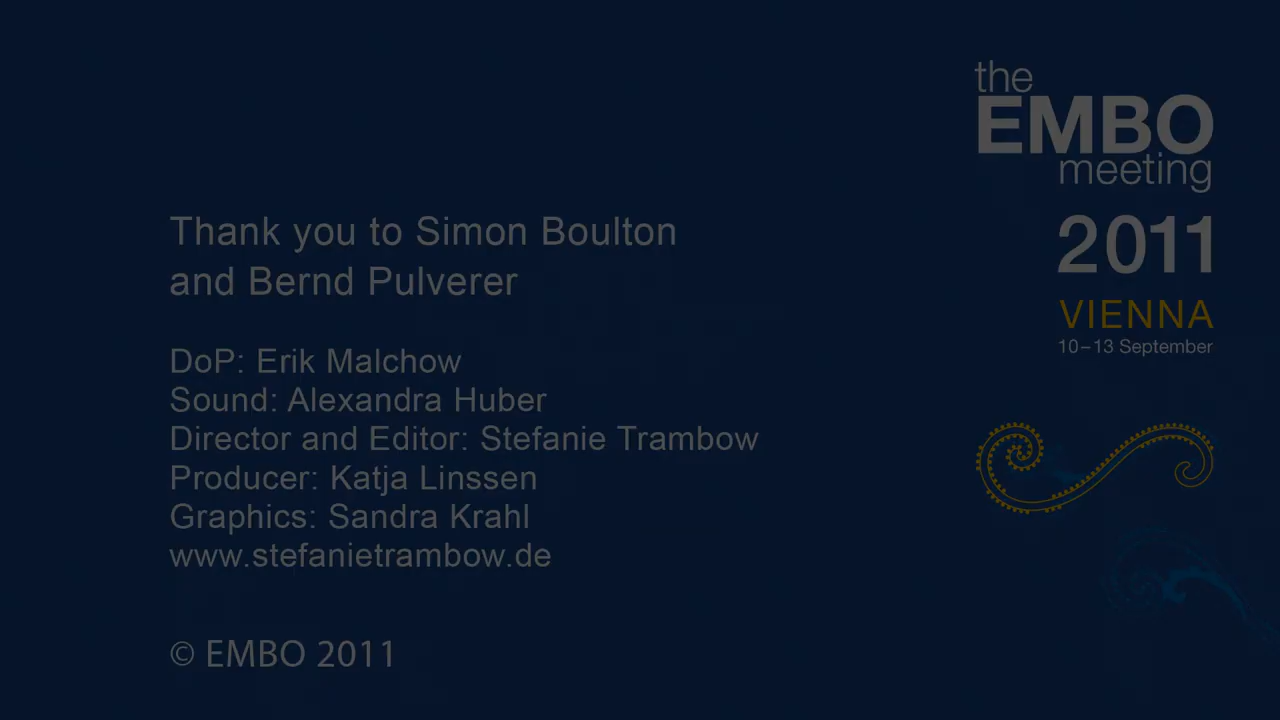 the
EMBO
meeting
2011
VIENNA
10–13 September
Thank you to Simon Boulton
and Bernd Pulverer
DoP: Erik Malchow
Sound: Alexandra Huber
Director and Editor: Stefanie Trambow
Producer: Katja Linssen
Graphics: Sandra Krahl
www.stefanietrambow.de
© EMBO 2011